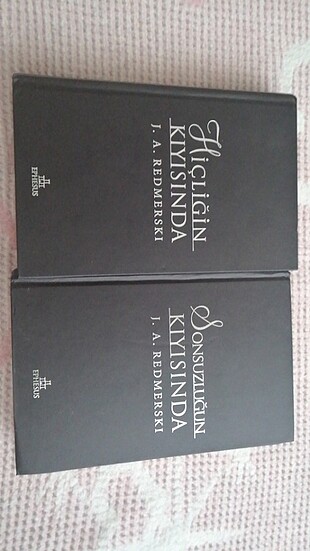 Hiçliğin
KIYISINDA
J. A. REDMERSKI
EPHESUS
SONSUZLUĞUN
KIYISINDA
J. A. REDMERSKI
EPHESUS